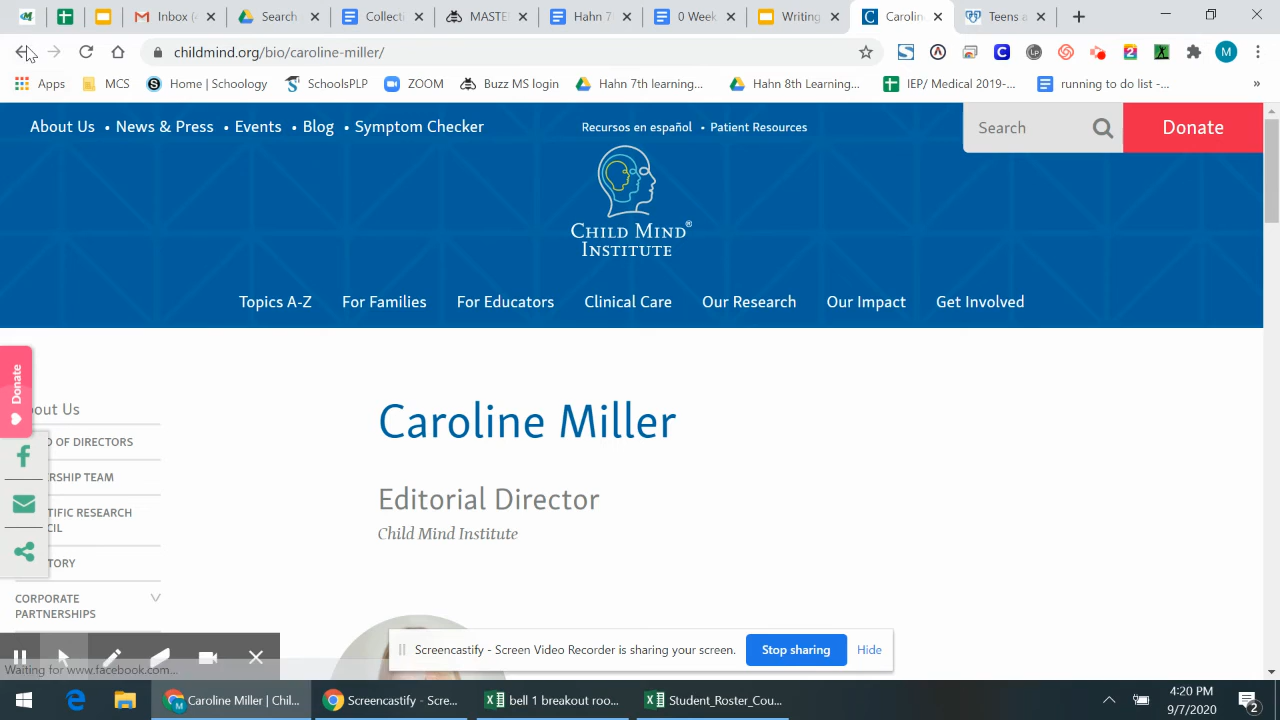 Inbox (
Search
Colleg
MASTE
Hahn 7
0 Week
Writing
Carolin
Teens a
childmind.org/bio/caroline-miller/
Apps
MCS
Home | Schoology
SchoolsPLP
ZOOM
Buzz MS login
Hahn 7th learning...
Hahn 8th Learning...
IEP/ Medical 2019-...
running to do list -...
»
About Us • News & Press • Events • Blog • Symptom Checker
Recursos en español • Patient Resources
Search
Donate
CHILD MIND®
INSTITUTE
Topics A-Z
For Families
For Educators
Clinical Care
Our Research
Our Impact
Get Involved
Donate
out Us
D OF DIRECTORS
RSHIP TEAM
TIFIC RESEARCH
CIL
TORY
CORPORATE
PARTNERSHIPS
Caroline Miller
Editorial Director
Child Mind Institute
Screencastify - Screen Video Recorder is sharing your screen.
Stop sharing
Hide
Waiting for www.facebook.com...
Caroline Miller | Chil...
Screencastify - Scre...
bell 1 breakout roo...
Student_Roster_Cou...
4:20 PM
9/7/2020
2